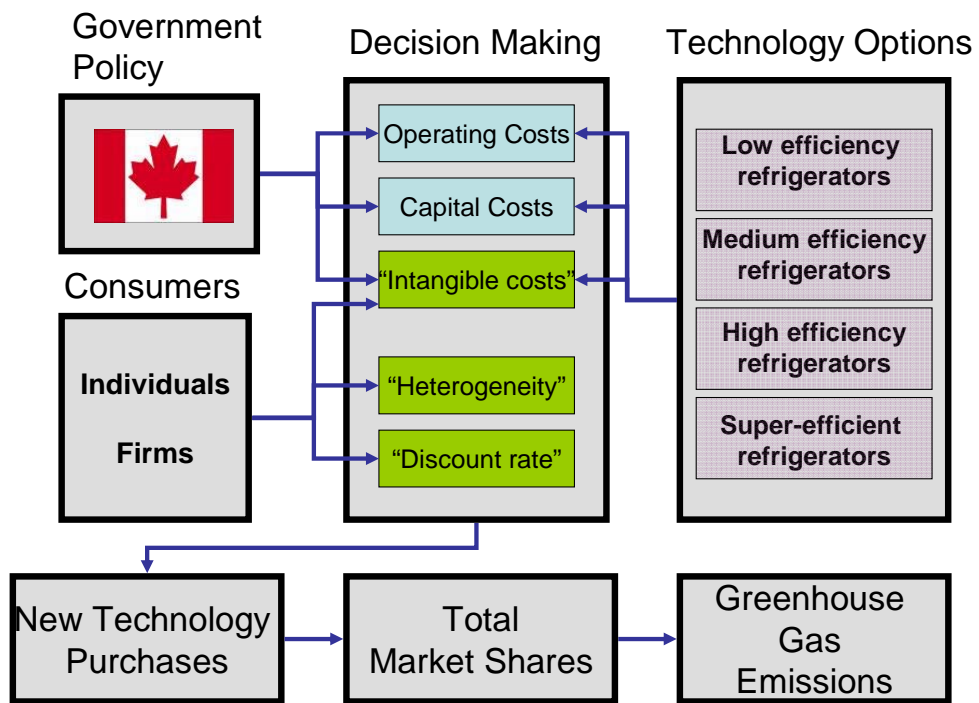 Government
Policy
Decision Making
Technology Options
Operating Costs
Capital Costs
“Intangible costs”
“Heterogeneity”
“Discount rate”
Low efficiency
refrigerators
Medium efficiency
refrigerators
High efficiency
refrigerators
Super-efficient
refrigerators
Consumers
Individuals
Firms
New Technology
Purchases
Total
Market Shares
Greenhouse
Gas
Emissions